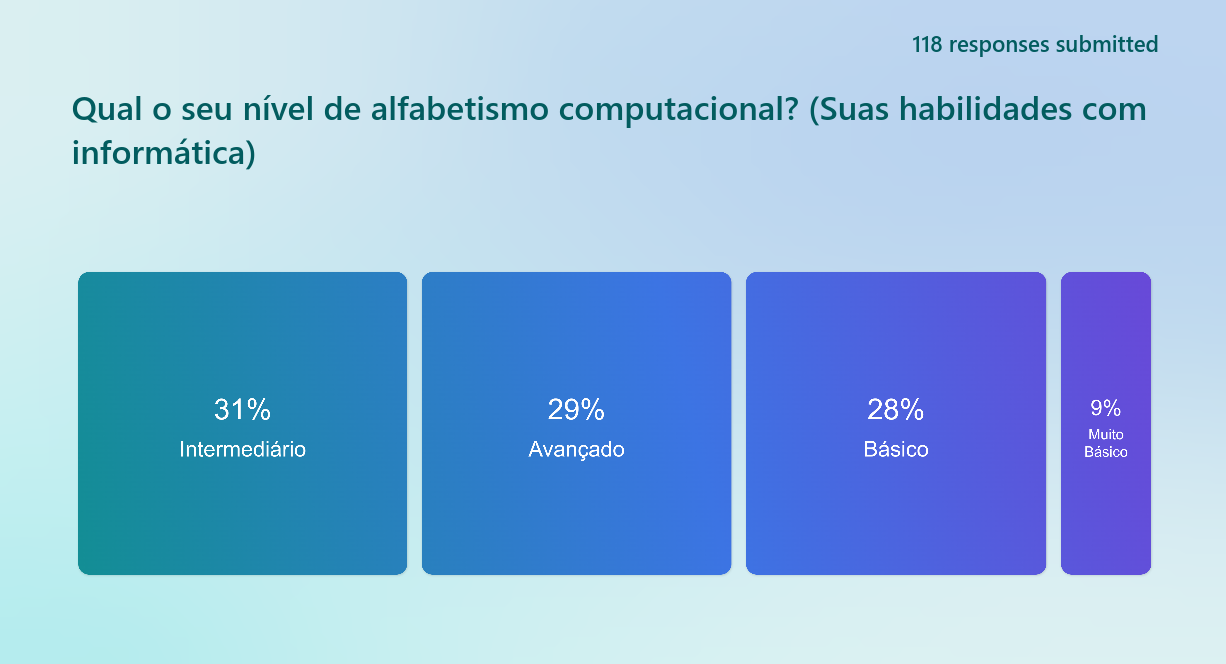 118 responses submitted
Qual o seu nível de alfabetismo computacional? (Suas habilidades com
informática)
31%
Intermediário
29%
Avançado
28%
Básico
9%
Muito
Básico